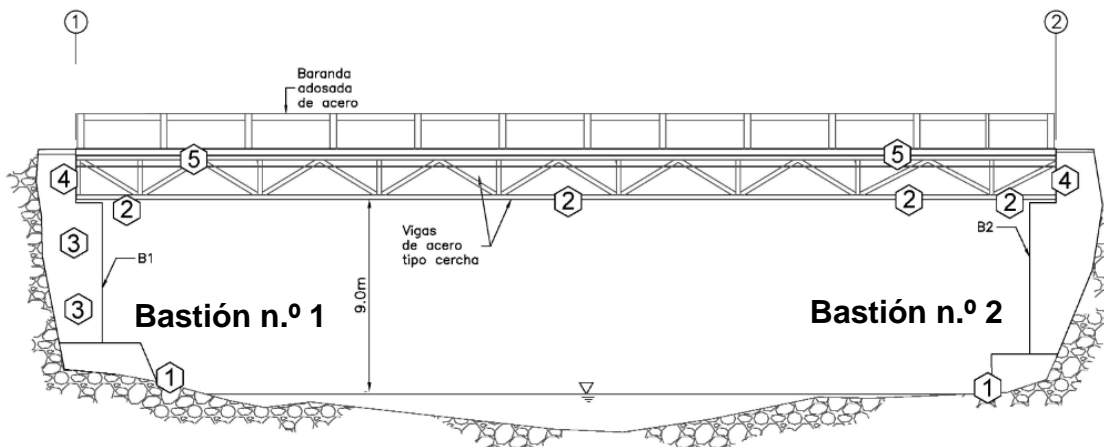 1
2
Baranda
adosada
de acero
5
5
4
4
2
2
2
2
3
Vigas
de acero
tipo cercha
B1
B2
9.0m
3
Bastión n.º 1
Bastión n.º 2
1
1